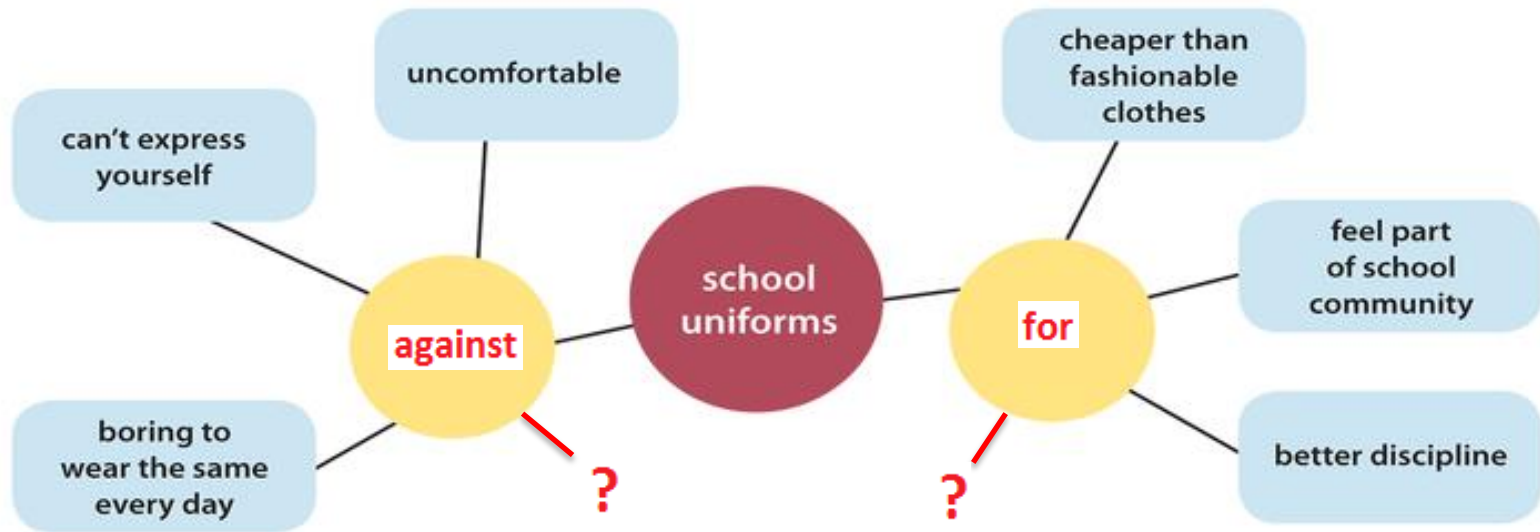 uncomfortable
can't express
yourself
cheaper than
fashionable
clothes
school
uniforms
against
for
feel part
of school
community
boring to
wear the same
every day
better discipline
?
?